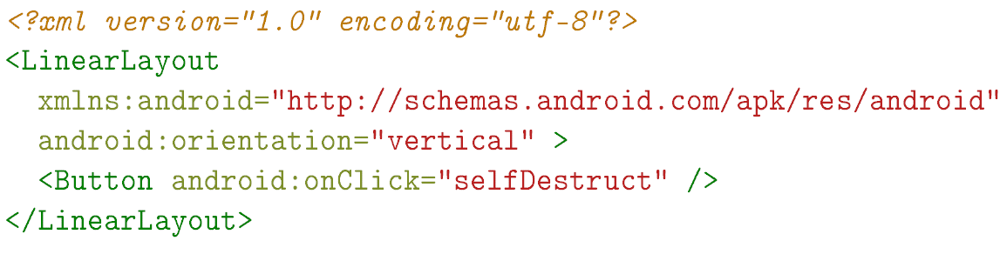 <?xml version="1.0" encoding="utf-8"?>
<LinearLayout
  xmlns:android="http://schemas.android.com/apk/res/android"
  android:orientation="vertical" >
  <Button android:onClick="selfDestruct" />
</LinearLayout>